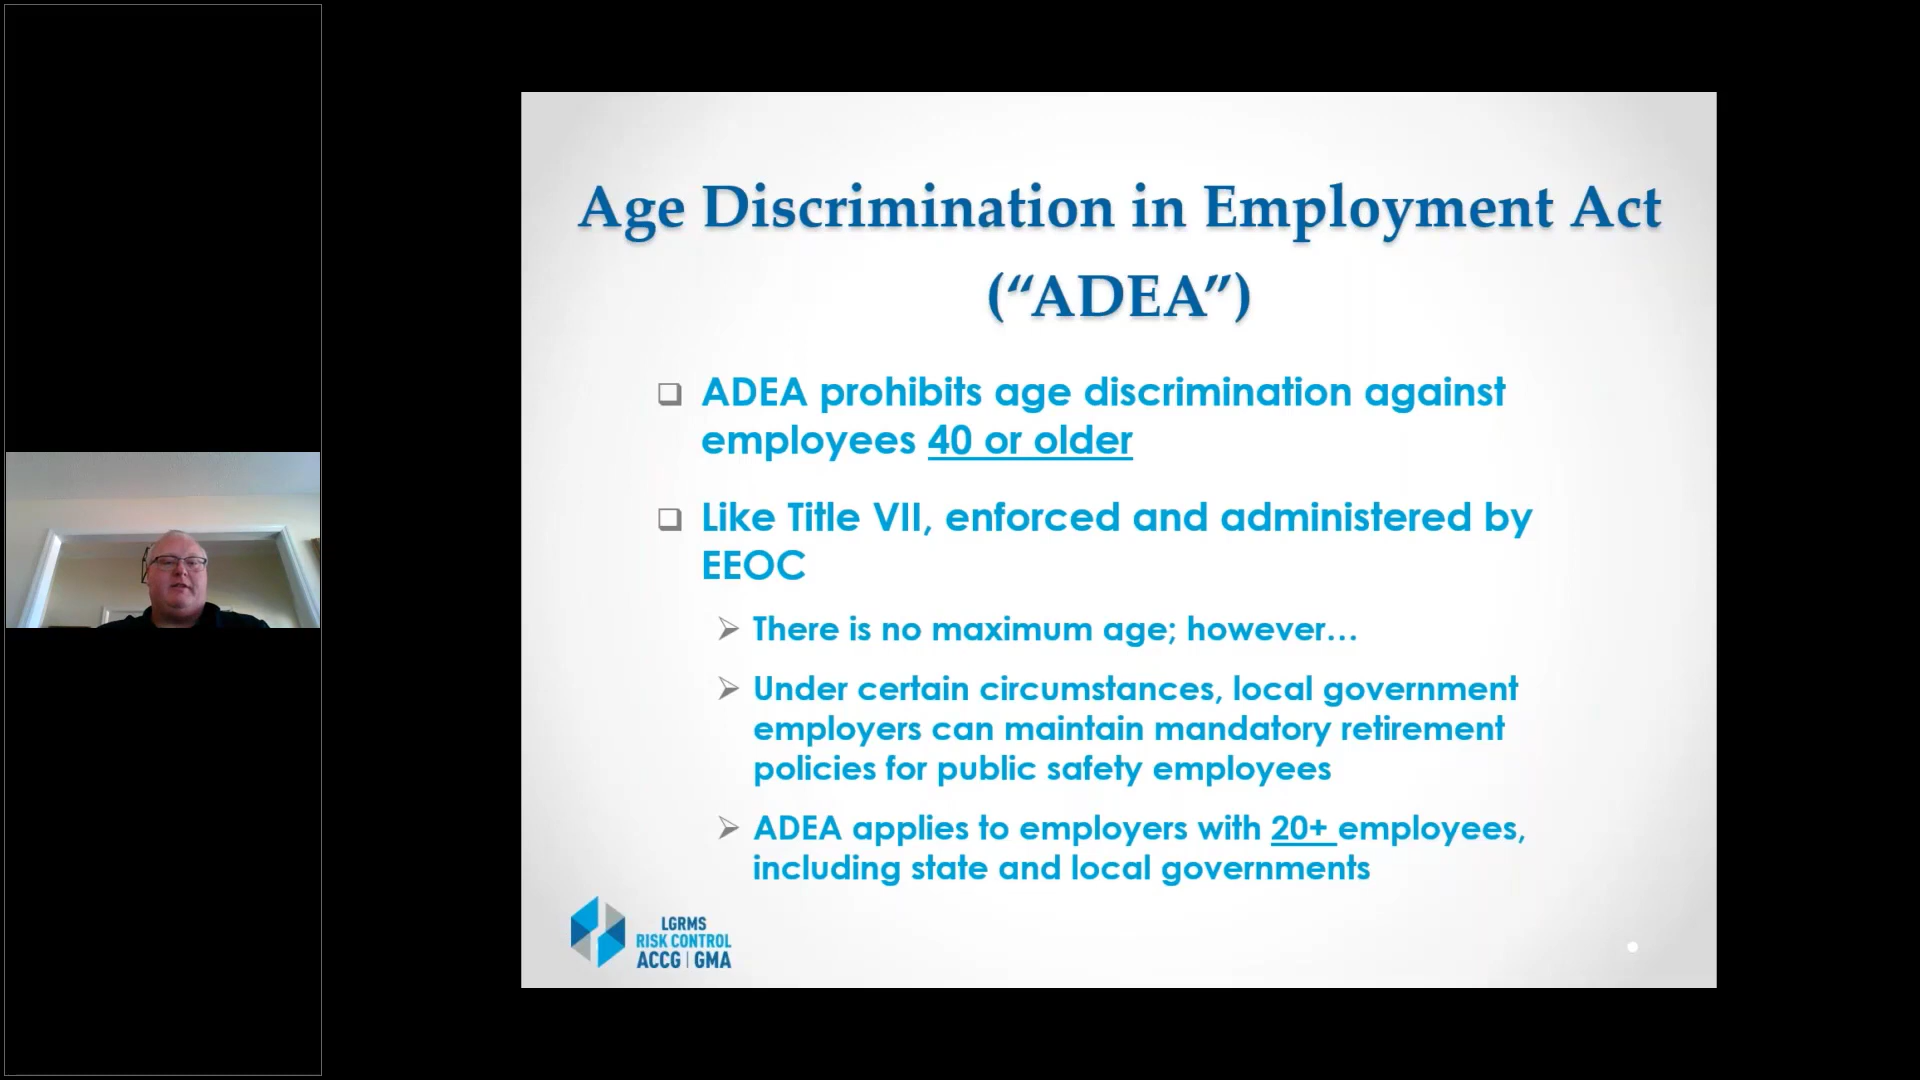 Age Discrimination in Employment Act
(“ADEA”)
ADEA prohibits age discrimination against
employees 40 or older
Like Title VII, enforced and administered by
EEOC
There is no maximum age; however…
Under certain circumstances, local government
employers can maintain mandatory retirement
policies for public safety employees
ADEA applies to employers with 20+ employees,
including state and local governments
LGRMS
RISK CONTROL
ACCG | GMA